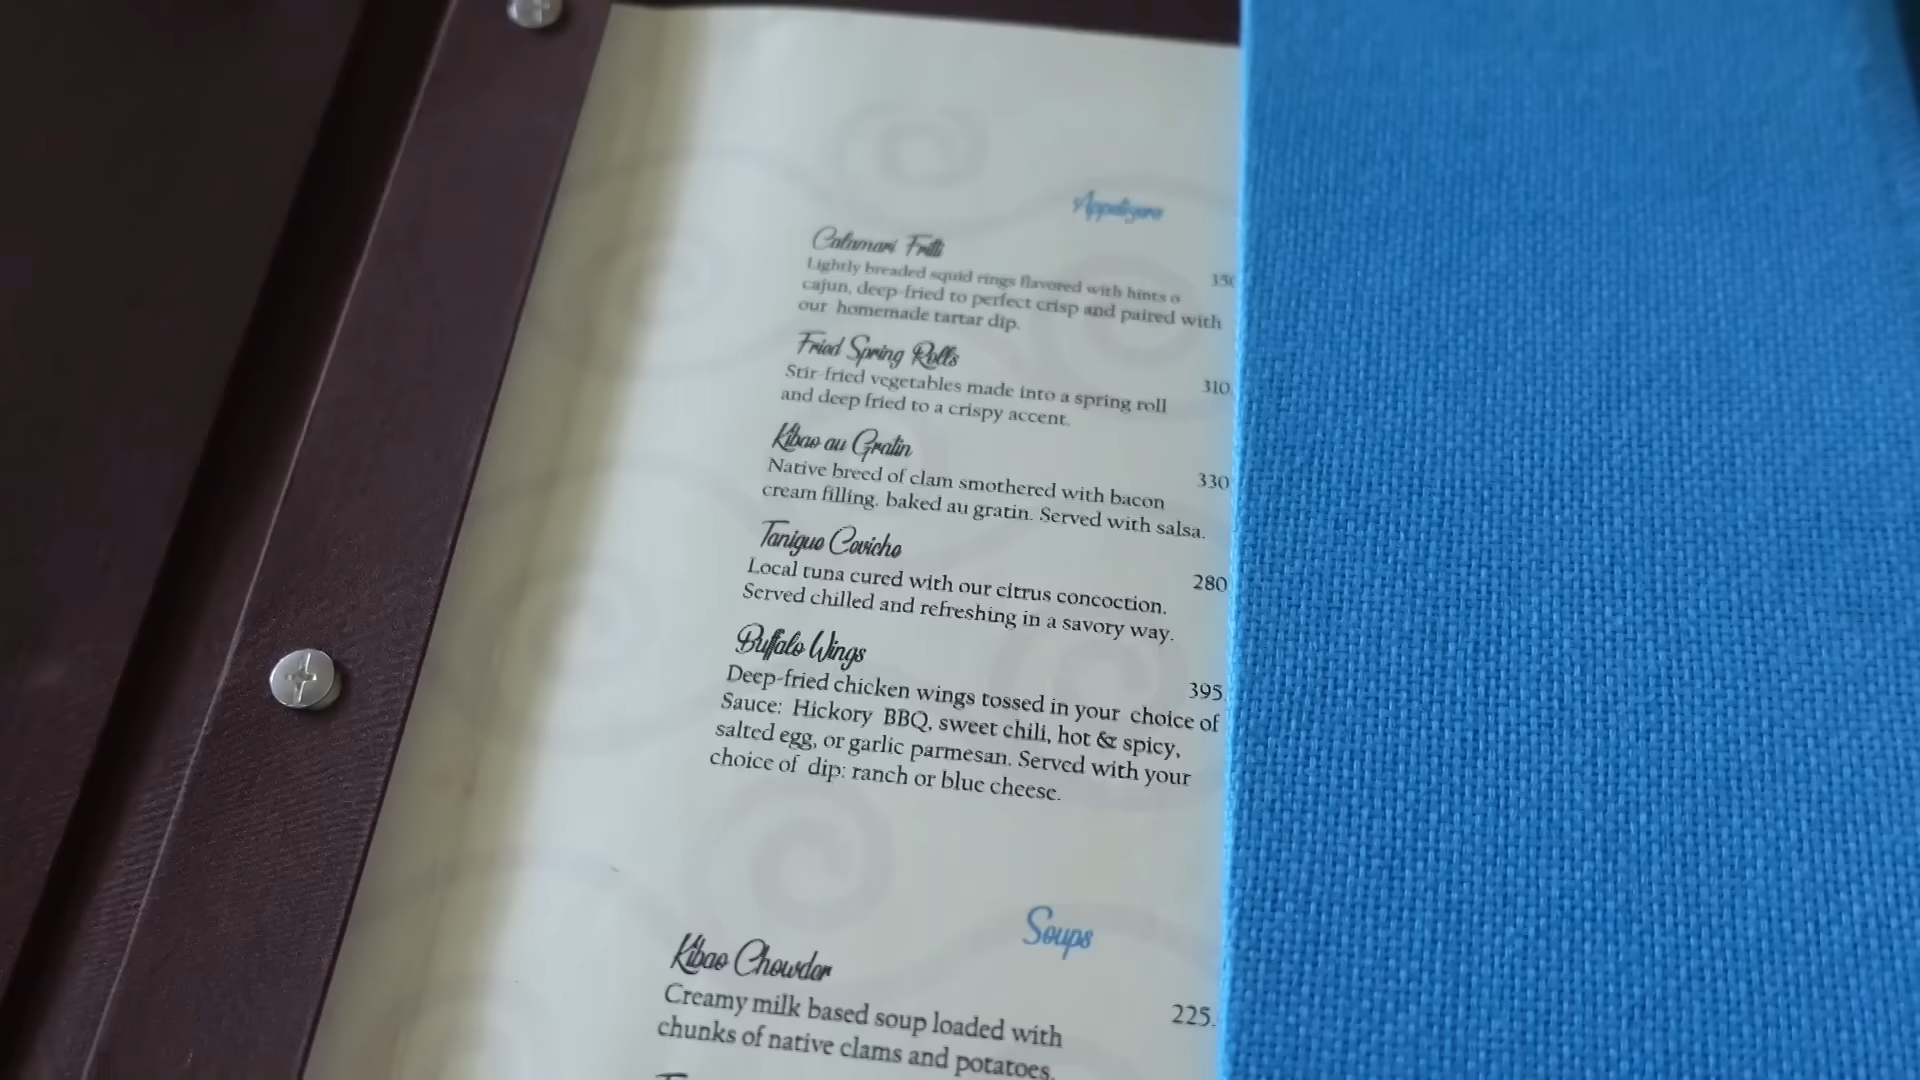 Appetizers
Calamari Fritti
Lightly breaded squid rings flavored with hints o
cajun, deep-fried to perfect crisp and paired with
our homemade tartar dip.
Fried Spring Rolls
310
Stir-fried vegetables made into a spring roll
and deep fried to a crispy accent.
Kibao au Gratin
330
Native breed of clam smothered with bacon
cream filling, baked au gratin. Served with salsa.
Tanigue Ceviche
280
Local tuna cured with our citrus concoction.
Served chilled and refreshing in a savory way.
Buffalo Wings
395
Deep-fried chicken wings tossed in your choice of
Sauce: Hickory BBQ, sweet chili, hot & spicy,
salted egg, or garlic parmesan. Served with your
choice of dip: ranch or blue cheese.
Soups
Kibao Chowder
225.
Creamy milk based soup loaded with
chunks of native clams and potatoes.